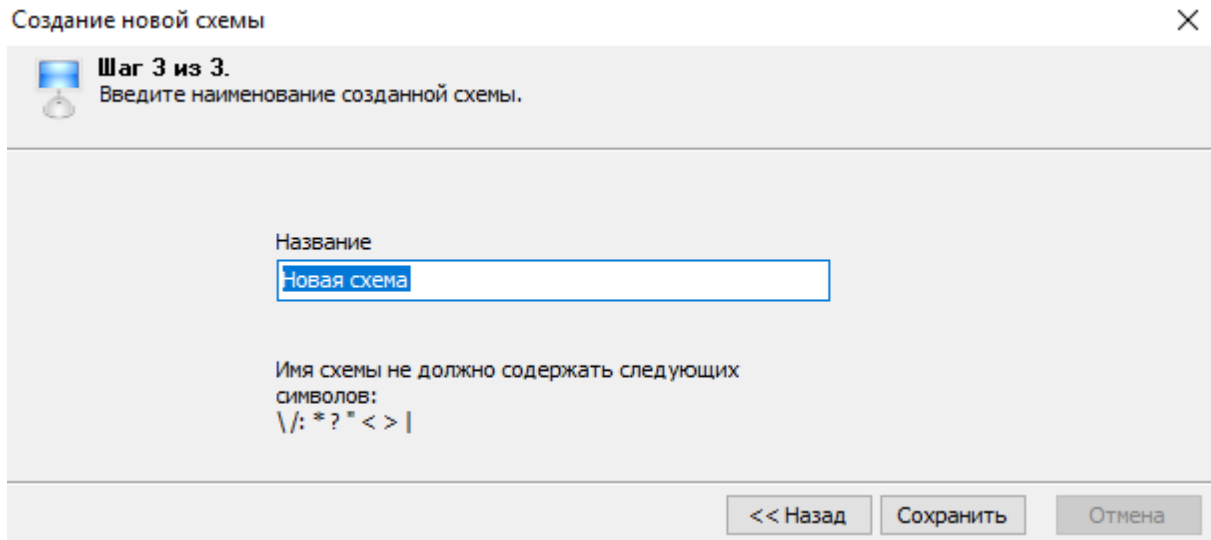 Создание новой схемы
Шаг 3 из 3.
Введите наименование созданной схемы.
Название
Новая схема
Имя схемы не должно содержать следующих
символов:
\ /: * ? " < > |
<< Назад Сохранить Отмена